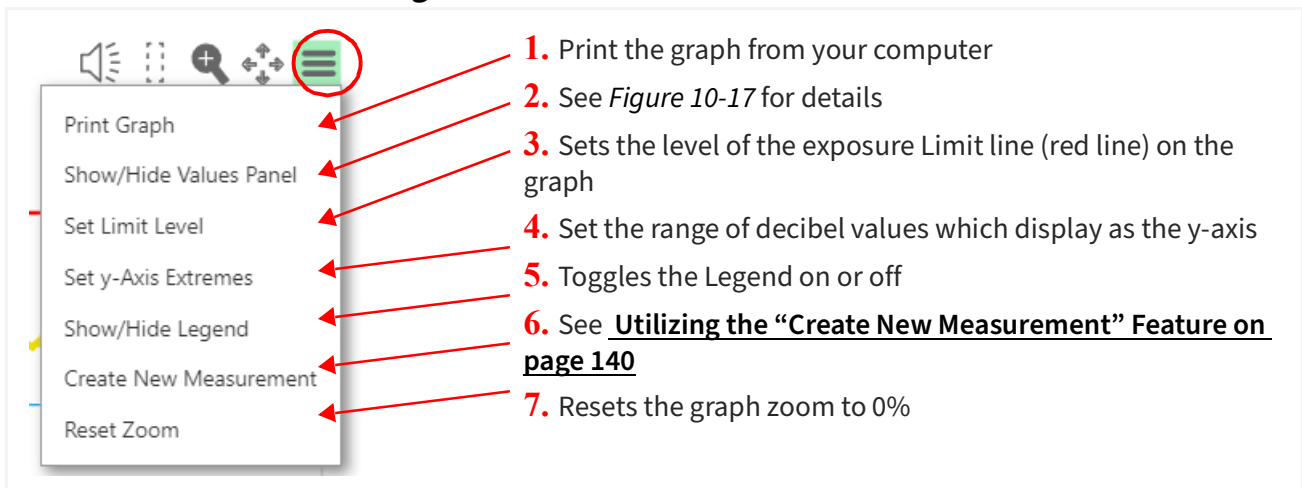 Print Graph
Show/Hide Values Panel
Set Limit Level
Set y-Axis Extremes
Show/Hide Legend
Create New Measurement
Reset Zoom
1. Print the graph from your computer
2. See Figure 10-17 for details
3. Sets the level of the exposure Limit line (red line) on the
graph
4. Set the range of decibel values which display as the y-axis
5. Toggles the Legend on or off
6. See Utilizing the “Create New Measurement” Feature on
page 140
7. Resets the graph zoom to 0%